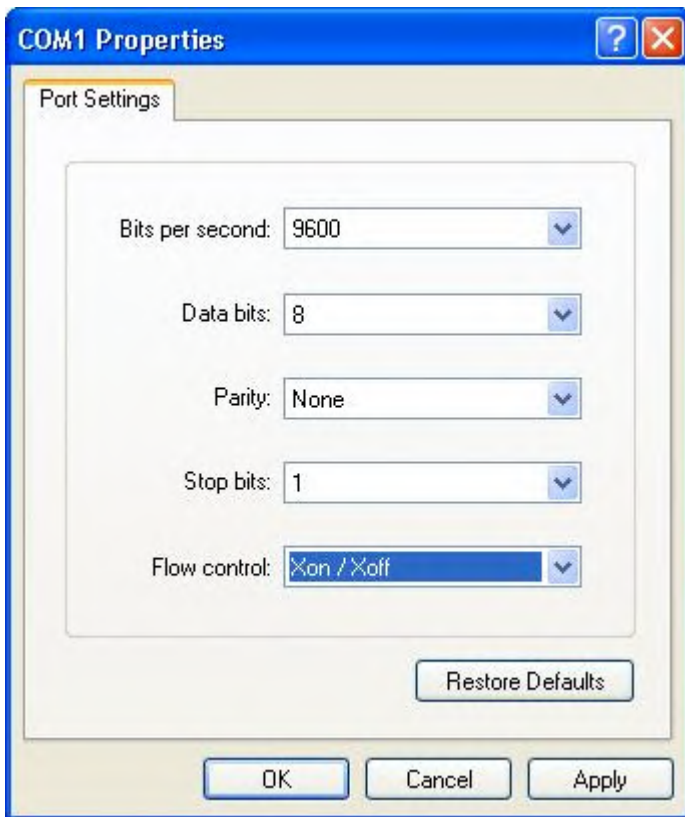 COM1 Properties
Port Settings
Bits per second: 9600
Data bits: 8
Parity: None
Stop bits: 1
Flow control: Xon / Xoff
Restore Defaults
OK Cancel Apply